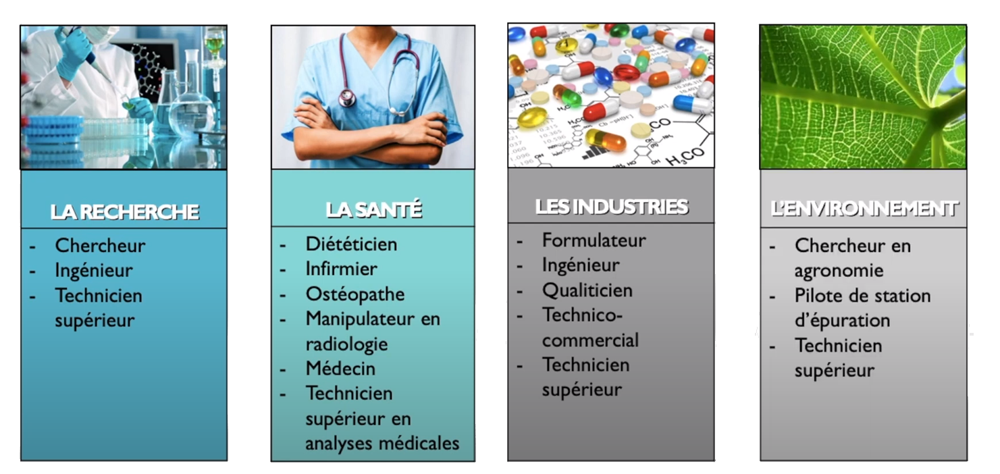 LA RECHERCHE
- Chercheur
- Ingénieur
- Technicien
supérieur
LA SANTÉ
- Diététicien
- Infirmier
- Ostéopathe
- Manipulateur en
radiologie
- Médecin
- Technicien
supérieur en
analyses médicales
H₃CO
CO
LES INDUSTRIES
- Formulateur
- Ingénieur
- Qualiticien
- Technico-
commercial
- Technicien
supérieur
L'ENVIRONNEMENT
- Chercheur en
agronomie
- Pilote de station
d'épuration
- Technicien
supérieur